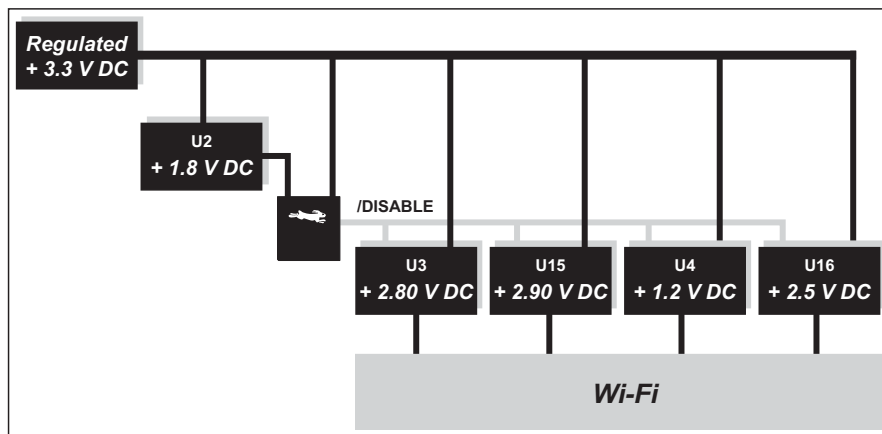 Regulated
+ 3.3 V DC
U2
+ 1.8 V DC
/DISABLE
U3
+ 2.80 V DC
U15
+ 2.90 V DC
U4
+ 1.2 V DC
U16
+ 2.5 V DC
Wi-Fi